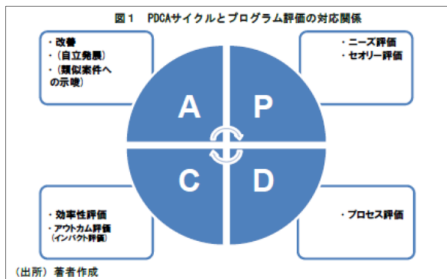 図1 PDCAサイクルとプログラム評価の対応関係
・改善
・(自立発展)
・(類似案件へ
の示唆)
・ニーズ評価
・セオリー評価
A
P
C
D
・効率性評価
・アウトカム評価
(インパクト評価)
・プロセス評価
(出所)著者作成